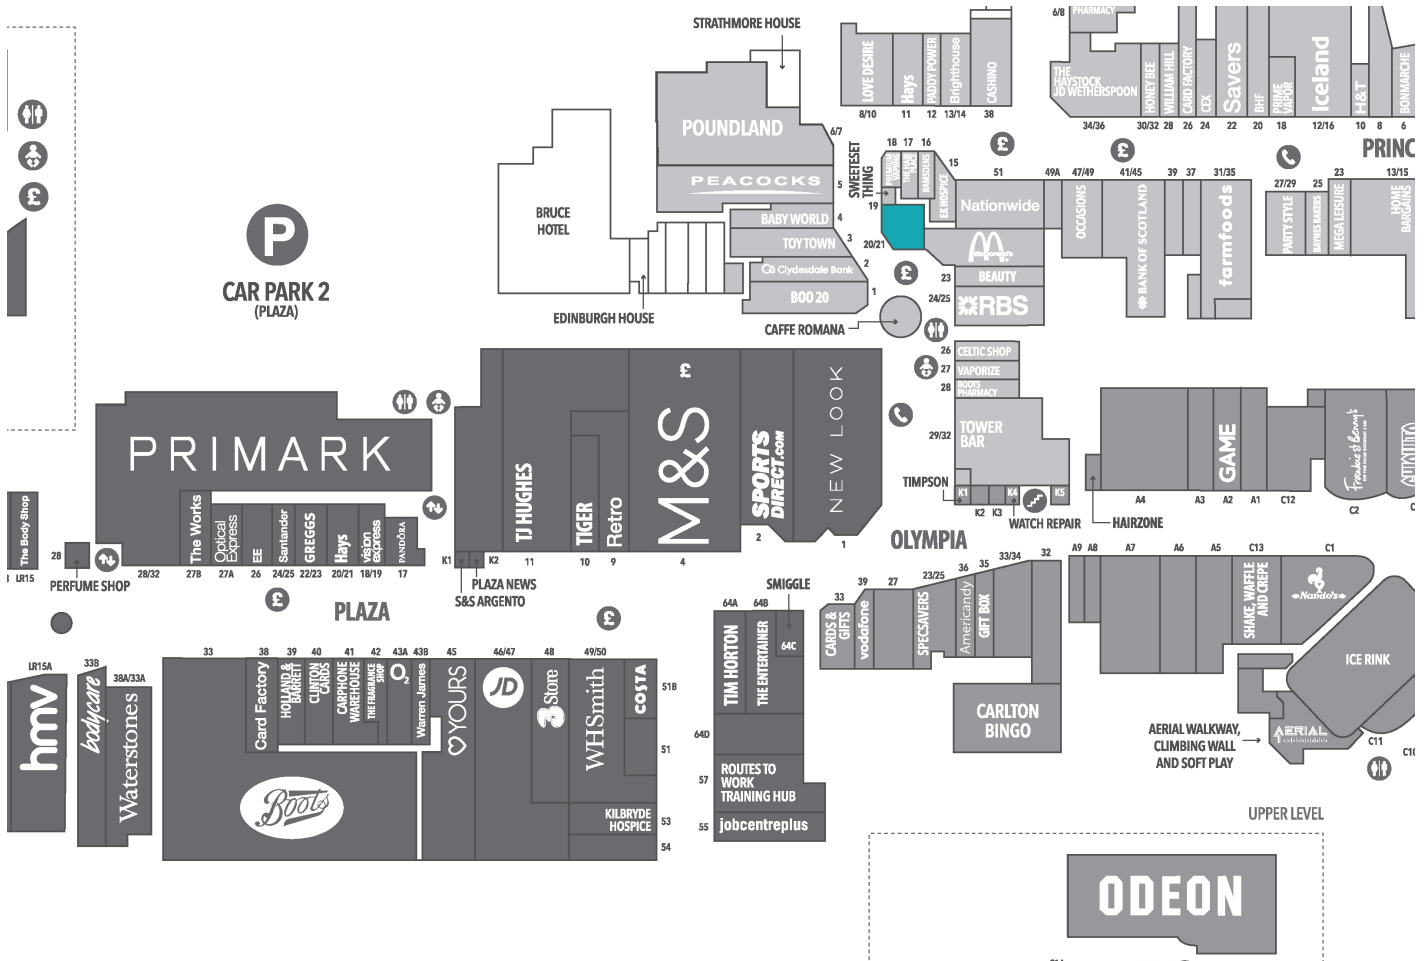 STRATHMORE HOUSE
POUNDLAND
6/7
PEACOCKS
5
BABY WORLD
4
TOY TOWN
3
Clydesdale Bank
2
BOO 20
1
BRUCE
HOTEL
EDINBURGH HOUSE
CAFFE ROMANA
P
CAR PARK 2
(PLAZA)
£
LOVE DESIRE
Hays
PADDY POWER
Brighthouse
CASHINO
8/10
11
12
13/14
38
£
£
6/8
PHARMACY
THE
HAYSTOCK
JD WETHERSPOON
HONEY BEE
WILLIAM HILL
CARD FACTORY
CEX
Savers
BHF
PRIME
VAPOR
Iceland
H&T
BONMARCHE
34/36
30/32
28
26
24
22
20
18
12/16
10
8
6
PRINC
SWEETEST
THING
18
17
16
15
RAMSDENS
EK HOSPICE
19
20/21
£
51
Nationwide
McDonald's
BEAUTY
23
RBS
24/25
49A
47/49
41/45
39
37
31/35
OCCASIONS
BANK OF SCOTLAND
farmfoods
27/29
25
23
13/15
PARTY STYLE
BAYNES BAKERS
MEGA LEISURE
HOME
BARGAINS
26
CELTIC SHOP
27
VAPORIZE
28
BOOTS
PHARMACY
29/32
TOWER
BAR
TIMPSON
K1
K2
K3
K4
K5
WATCH REPAIR
OLYMPIA
HAIRZONE
GAME
Frankie & Benny's
A4
A3
A2
A1
C12
C2
PRIMARK
TJ HUGHES
TIGER
Retro
£
M&S
SPORTS
DIRECT.COM
NEW LOOK
K1
K2
11
10
9
4
2
1
PLAZA NEWS
S&S ARGENTO
The Body Shop
LR15
28
PERFUME SHOP
The Works
Optical
Express
EE
Santander
GREGGS
Hays
vision
express
PANDORA
28/32
27B
27A
26
24/25
22/23
20/21
18/19
17
£
PLAZA
£
LR15A
hmv
33B
bodycare
38A/33A
Waterstones
33
38
39
40
41
42
43A
43B
45
46/47
48
49/50
Card Factory
HOLLAND &
BARRETT
CLINTON
CARDS
CARPHONE
WAREHOUSE
THE FRAGRANCE
SHOP
O2
Warren James
YOURS
JD
3 Store
WHSmith
COSTA
51B
51
Boots
KILBRYDE
HOSPICE
53
54
SMIGGLE
64A
64B
64C
TIM HORTON
THE ENTERTAINER
64D
57
ROUTES TO
WORK
TRAINING HUB
55
jobcentreplus
33
39
27
23/25
36
35
33/34
32
CARDS &
GIFTS
vodafone
SPECSAVERS
Americandy
GIFT BOX
CARLTON
BINGO
A9
A8
A7
A6
A5
C13
C1
SHAKE, WAFFLE
AND CREPE
Nando's
ICE RINK
AERIAL
AERIAL WALKWAY,
CLIMBING WALL
AND SOFT PLAY
C11
C10
UPPER LEVEL
ODEON